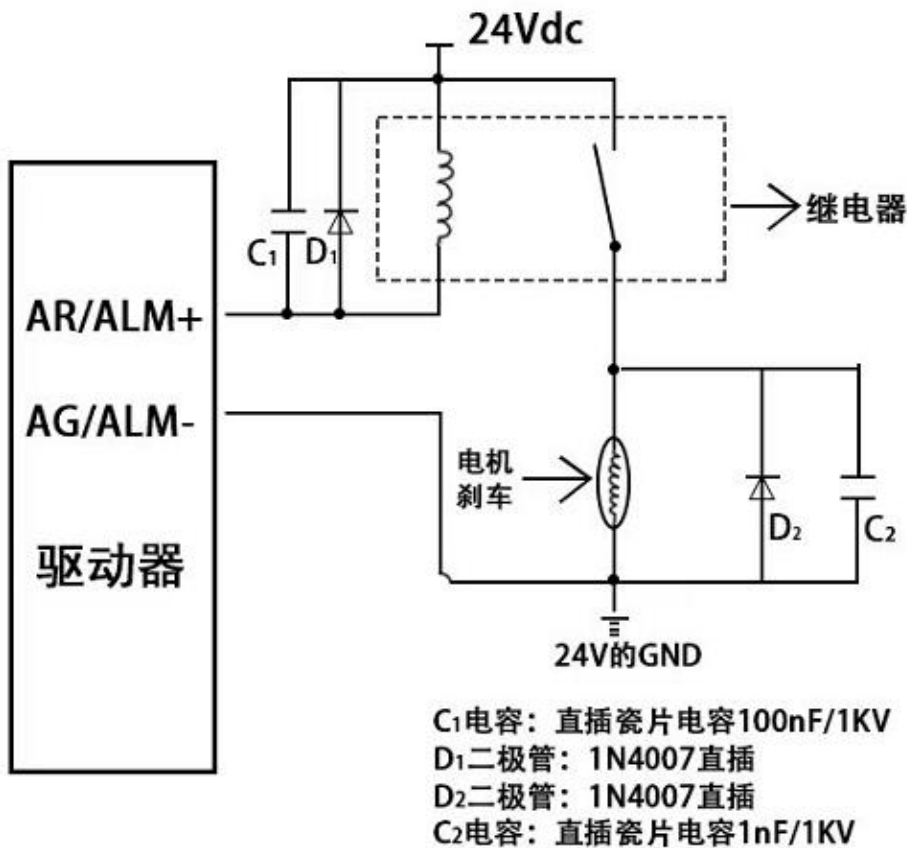 24Vdc
继电器
C1
D1
AR/ALM+
AG/ALM-
电机
刹车
驱动器
D2
C2
24V的GND
C1电容：直插瓷片电容100nF/1KV
D1二极管：1N4007直插
D2二极管：1N4007直插
C2电容：直插瓷片电容1nF/1KV